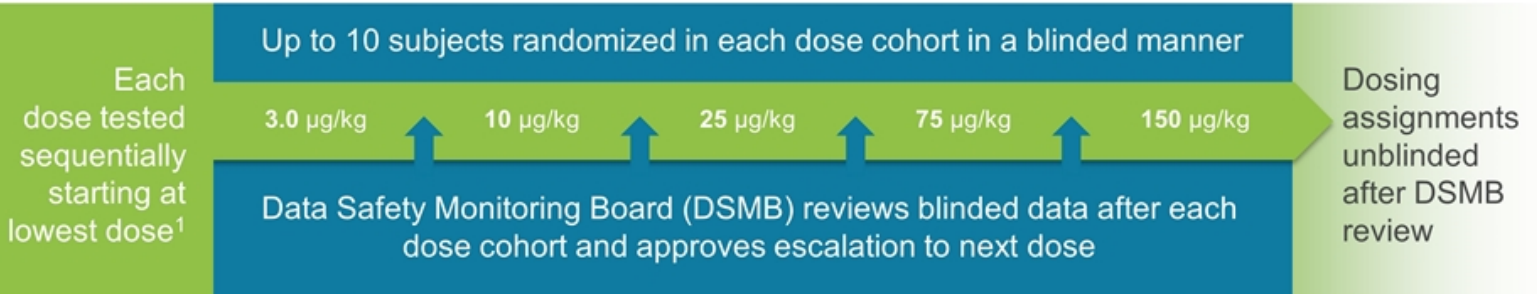 Each
dose tested
sequentially
starting at
lowest dose¹
Up to 10 subjects randomized in each dose cohort in a blinded manner
3.0 µg/kg 10 µg/kg 25 µg/kg 75 µg/kg 150 µg/kg
Data Safety Monitoring Board (DSMB) reviews blinded data after each
dose cohort and approves escalation to next dose
Dosing
assignments
unblinded
after DSMB
review